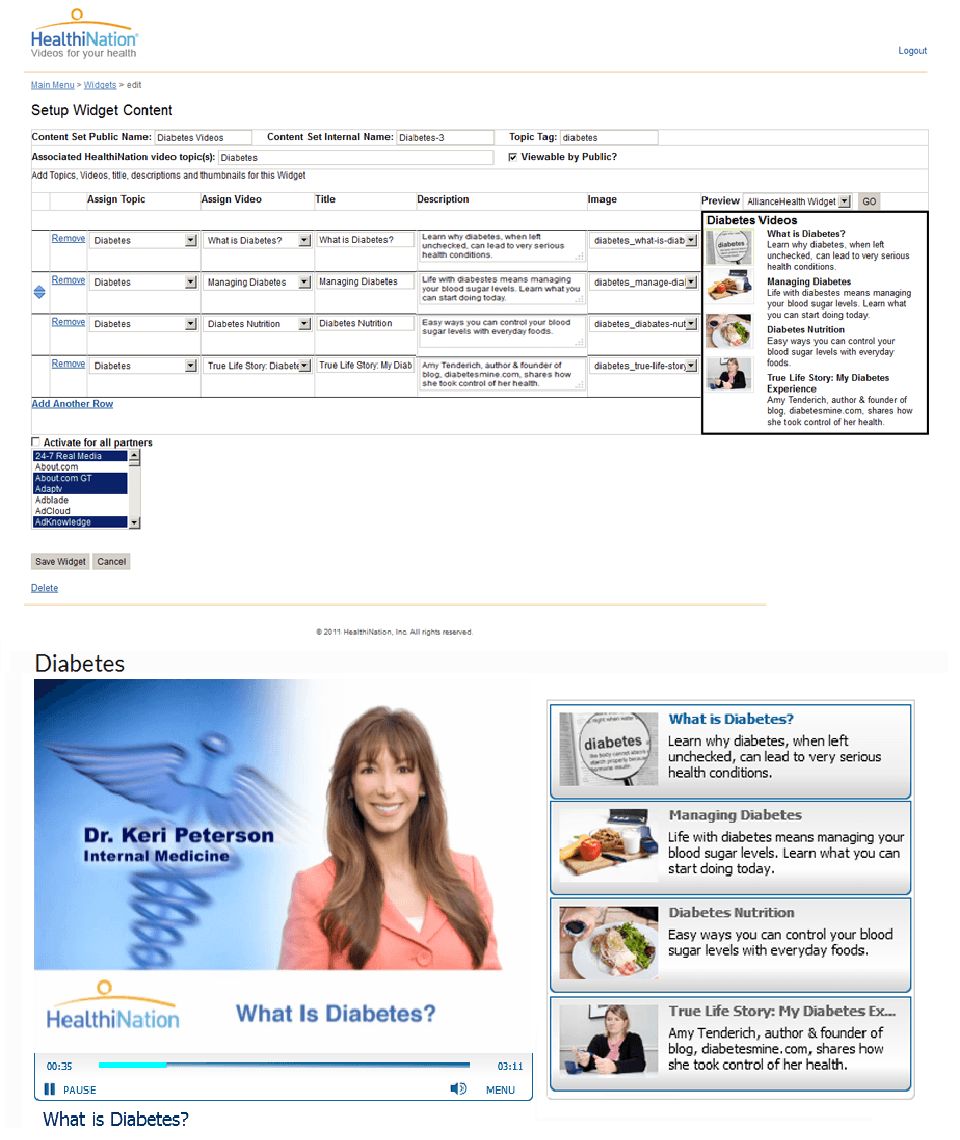 HealthiNation
Videos for your health
Logout
Main Menu > Widgets > edit
Setup Widget Content
Content Set Public Name: Diabetes Videos Content Set Internal Name: Diabetes-3 Topic Tag: diabetes
Associated HealthiNation video topic(s): Diabetes Viewable by Public?
Add Topics, Videos, title, descriptions and thumbnails for this Widget
Assign Topic Assign Video Title Description Image Preview AllianceHealth Widget GO
Remove Diabetes What is Diabetes? What is Diabetes? Learn why diabetes, when left
unchecked, can lead to very serious
health conditions.
diabetes_what-is-diab
Remove Diabetes Managing Diabetes Managing Diabetes Life with diabestes means managing
your blood sugar levels. Learn what you
can start doing today.
diabetes_manage-dial
Remove Diabetes Diabetes Nutrition Diabetes Nutrition Easy ways you can control your blood
sugar levels with everyday foods.
diabetes_diabates-nut
Remove Diabetes True Life Story: Diabete True Life Story: My Diab Amy Tenderich, author & founder of
blog, diabetesmine.com, shares how
she took control of her health.
diabetes_true-life-story
Add Another Row
Diabetes Videos
What is Diabetes?
Learn why diabetes, when left
unchecked, can lead to very serious
health conditions.
Managing Diabetes
Life with diabestes means managing
your blood sugar levels. Learn what
you can start doing today.
Diabetes Nutrition
Easy ways you can control your
blood sugar levels with everyday
foods.
True Life Story: My Diabetes
Experience
Amy Tenderich, author & founder of
blog, diabetesmine.com, shares how
she took control of her health.
diabetes
Activate for all partners
24-7 Real Media
About.com
About.com GT
Adaptv
Adblade
AdCloud
AdKnowledge
Save Widget Cancel
Delete
© 2011 HealthiNation, Inc. All rights reserved.
Diabetes
Dr. Keri Peterson
Internal Medicine
HealthiNation
What Is Diabetes?
00:35 03:11
PAUSE MENU
What is Diabetes?
diabetes
What is Diabetes?
Learn why diabetes, when left
unchecked, can lead to very serious
health conditions.
Managing Diabetes
Life with diabetes means managing your
blood sugar levels. Learn what you can
start doing today.
Diabetes Nutrition
Easy ways you can control your blood
sugar levels with everyday foods.
True Life Story: My Diabetes Ex...
Amy Tenderich, author & founder of
blog, diabetesmine.com, shares how
she took control of her health.